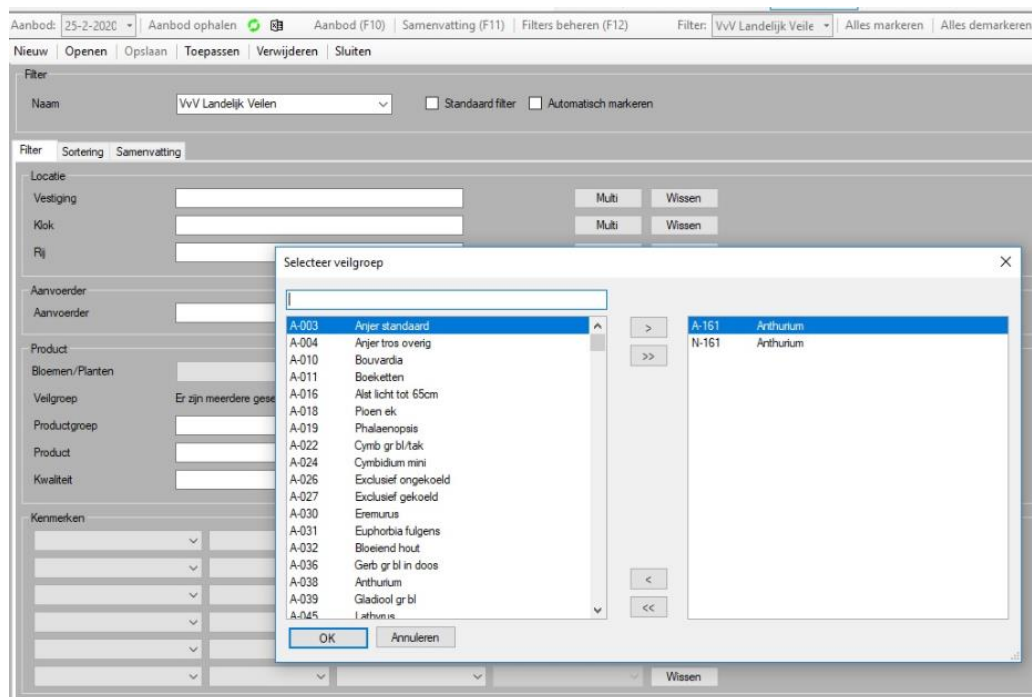 Aanbod: 25-2-2020 Aanbod ophalen Aanbod (F10) Samenvatting (F11) Filters beheren (F12) Filter: VvV Landelijk Veile Alles markeren Alles demarkeren
Nieuw Openen Opslaan Toepassen Verwijderen Sluiten
Filter
Naam VvV Landelijk Veilen Standaard filter Automatisch markeren
Filter Sortering Samenvatting
Locatie
Vestiging Multi Wissen
Klok Multi Wissen
Rij
Aanvoerder
Aanvoerder
Product
Bloemen/Planten
Veilgroep Er zijn meerdere gese
Productgroep
Product
Kwaliteit
Kenmerken
Wissen
Selecteer veilgroep
A-003 Anjer standaard
A-004 Anjer tros overig
A-010 Bouvardia
A-011 Boeketten
A-016 Alst licht tot 65cm
A-018 Pioen ek
A-019 Phalaenopsis
A-022 Cymb gr bl/tak
A-024 Cymbidium mini
A-026 Exclusief ongekoeld
A-027 Exclusief gekoeld
A-030 Eremurus
A-031 Euphorbia fulgens
A-032 Bloeiend hout
A-036 Gerb gr bl in doos
A-038 Anthurium
A-039 Gladiool gr bl
A-045 Lathyrus
> 
>>
<
<<
A-161 Anthurium
N-161 Anthurium
OK Annuleren